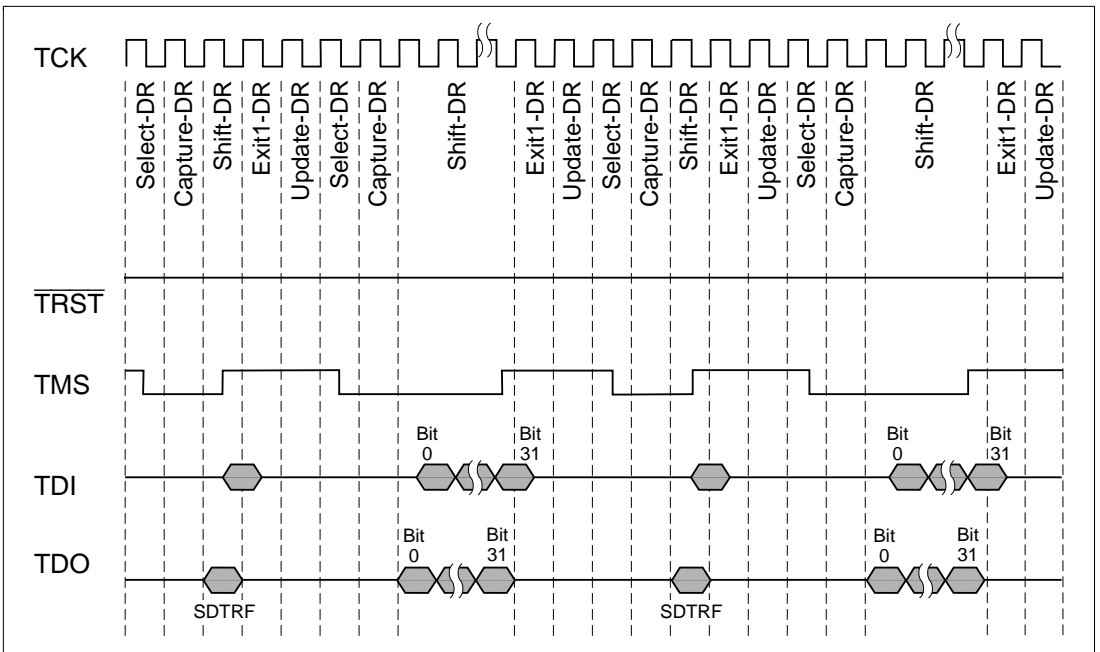 TCK
Select-DR
Capture-DR
Shift-DR
Exit1-DR
Update-DR
Select-DR
Capture-DR
Shift-DR
Exit1-DR
Update-DR
Select-DR
Capture-DR
Shift-DR
Exit1-DR
Update-DR
Select-DR
Capture-DR
Shift-DR
Exit1-DR
Update-DR
TRST
TMS
TDI
Bit
0
Bit
31
Bit
0
Bit
31
TDO
SDTRF
Bit
0
Bit
31
SDTRF
Bit
0
Bit
31